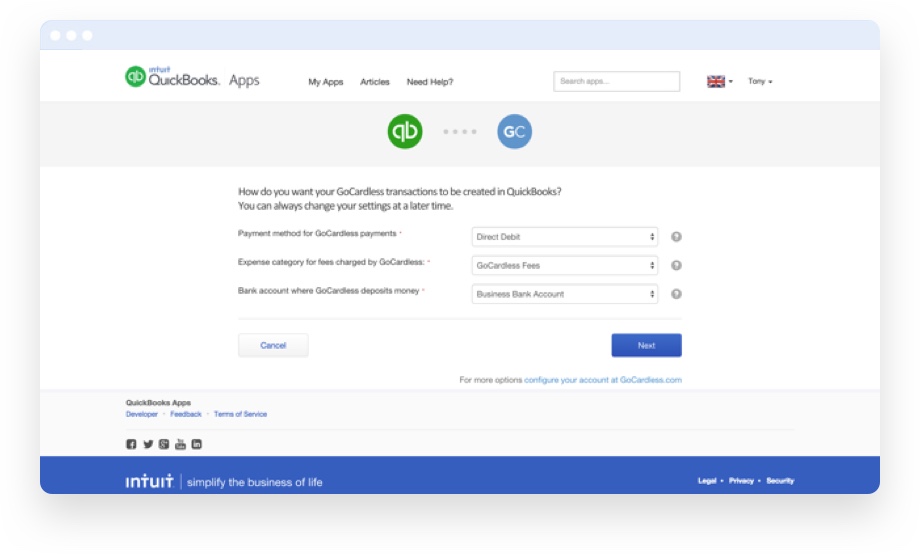 intuit
qb QuickBooks. Apps My Apps Articles Need Help? Search apps... Tony
qb GC
How do you want your GoCardless transactions to be created in QuickBooks?
You can always change your settings at a later time.
Payment method for GoCardless payments * Direct Debit ?
Expense category for fees charged by GoCardless: * GoCardless Fees ?
Bank account where GoCardless deposits money * Business Bank Account ?
Cancel Next
For more options configure your account at GoCardless.com
QuickBooks Apps
Developer · Feedback · Terms of Service
intuit | simplify the business of life Legal • Privacy • Security